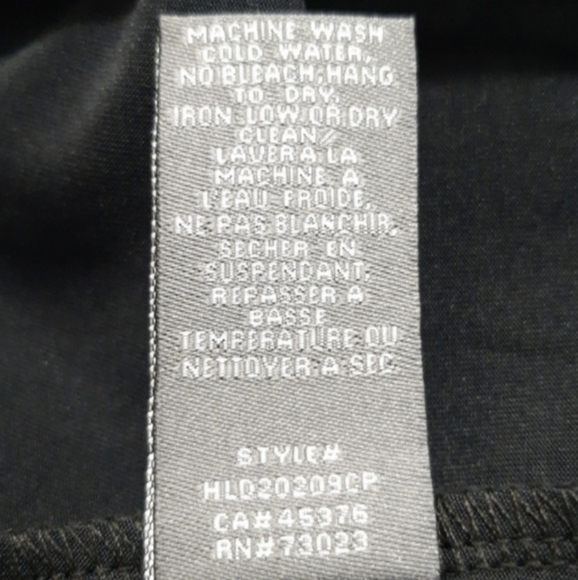 MACHINE WASH
COLD WATER,
NO BLEACH, HANG
TO DRY,
IRON LOW, OR DRY
CLEAN//
LAVER A LA
MACHINE A
L'EAU FROIDE,
NE PAS BLANCHIR,
SECHER EN
SUSPENDANT,
REPASSER A
BASSE
TEMPERATURE OU
NETTOYER A SEC
STYLE#
HLD20209CP
CA# 45376
RN# 73023